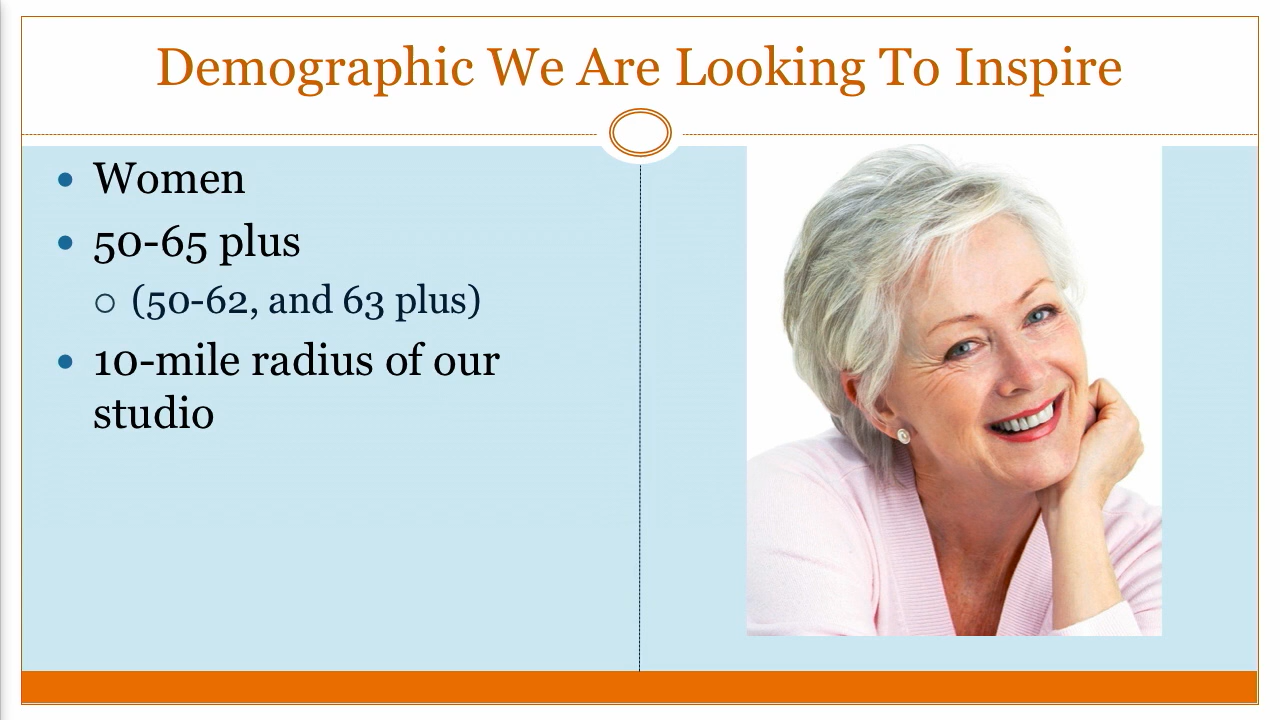 Demographic We Are Looking To Inspire
Women
50-65 plus
(50-62, and 63 plus)
10-mile radius of our
studio